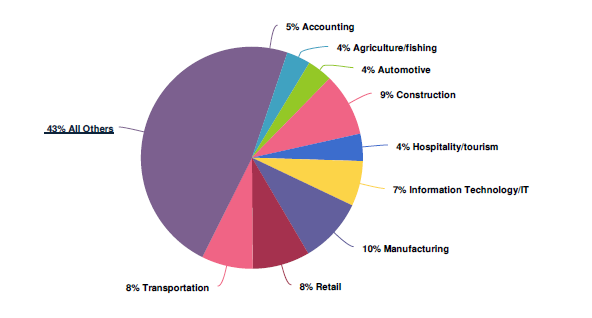 5% Accounting
4% Agriculture/fishing
4% Automotive
9% Construction
43% All Others
4% Hospitality/tourism
7% Information Technology/IT
10% Manufacturing
8% Transportation
8% Retail